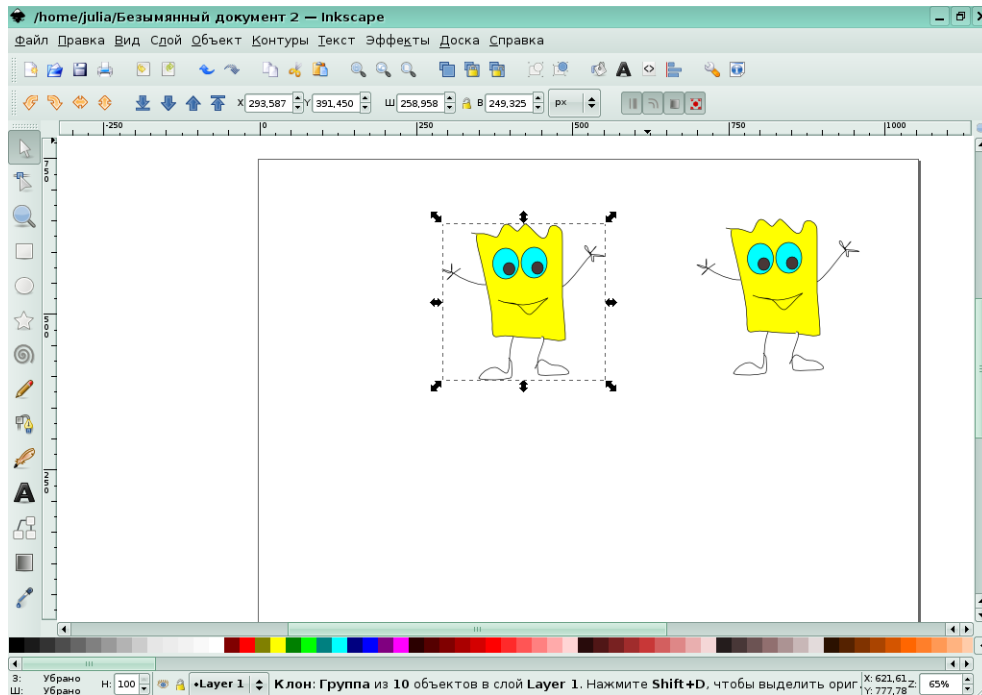 /home/julia/Безымянный документ 2 — Inkscape
Файл Правка Вид Слой Объект Контуры Текст Эффекты Доска Справка
X 293,587 Y 391,450 Ш 258,958 В 249,325 px
-250 0 250 500 750 1000
750
500
250
З: Убрано
Ш: Убрано
Н: 100
•Layer 1
Клон: Группа из 10 объектов в слой Layer 1. Нажмите Shift+D, чтобы выделить ориг
X: 621,61
Y: 777,78
Z: 65%